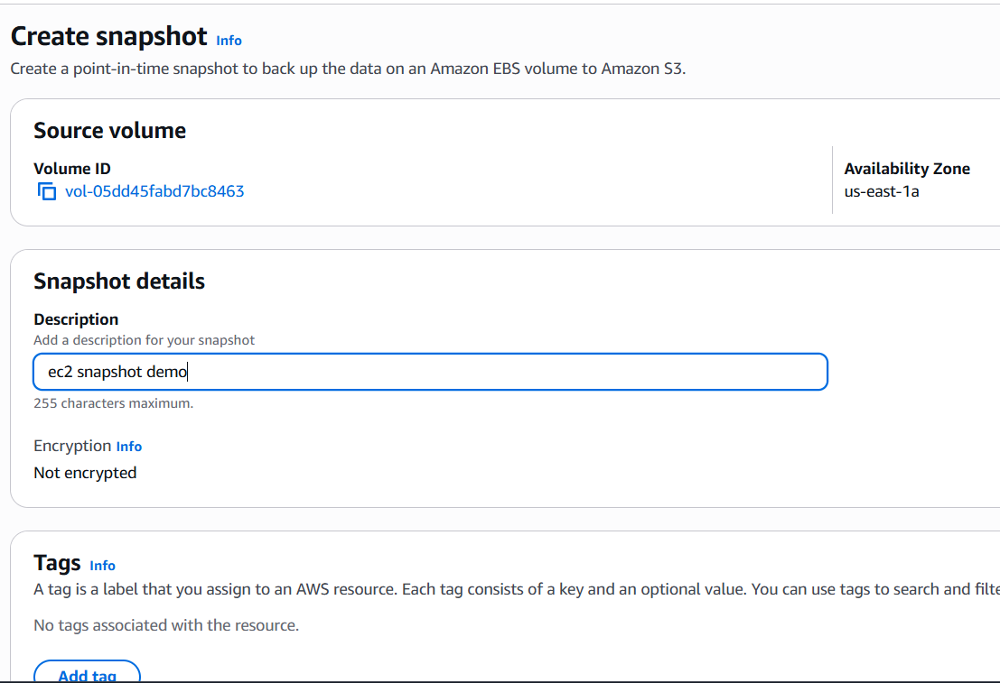 Create snapshot Info
Create a point-in-time snapshot to back up the data on an Amazon EBS volume to Amazon S3.
Source volume
Volume ID
vol-05dd45fabd7bc8463
Availability Zone
us-east-1a
Snapshot details
Description
Add a description for your snapshot
ec2 snapshot demo
255 characters maximum.
Encryption Info
Not encrypted
Tags Info
A tag is a label that you assign to an AWS resource. Each tag consists of a key and an optional value. You can use tags to search and filte
No tags associated with the resource.
Add tag